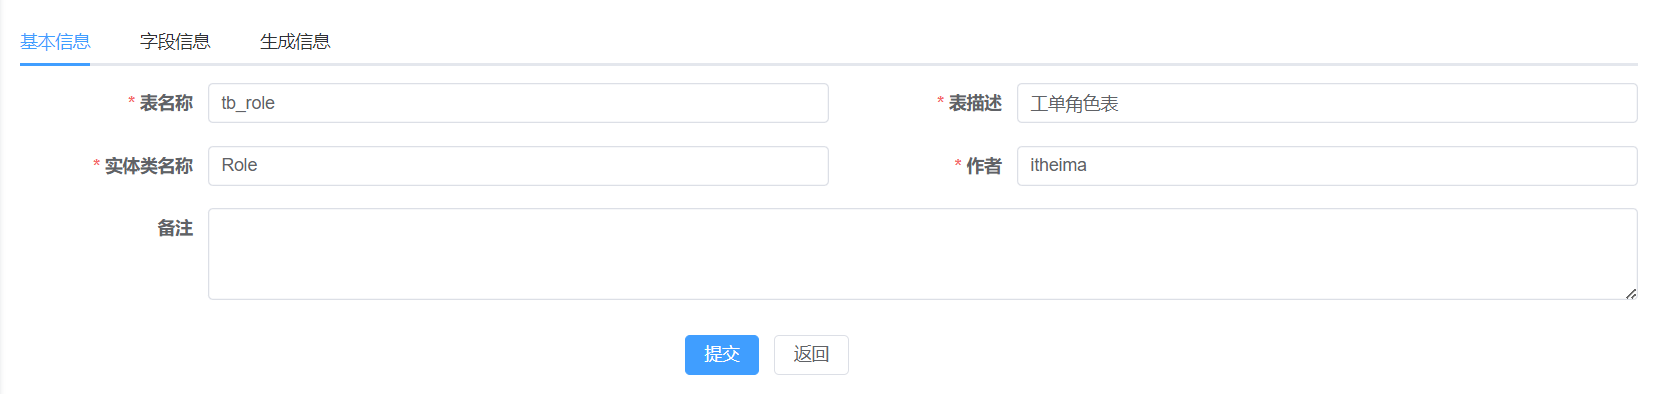 基本信息 字段信息 生成信息
* 表名称 tb_role * 表描述 工单角色表
* 实体类名称 Role * 作者 itheima
备注
提交 返回